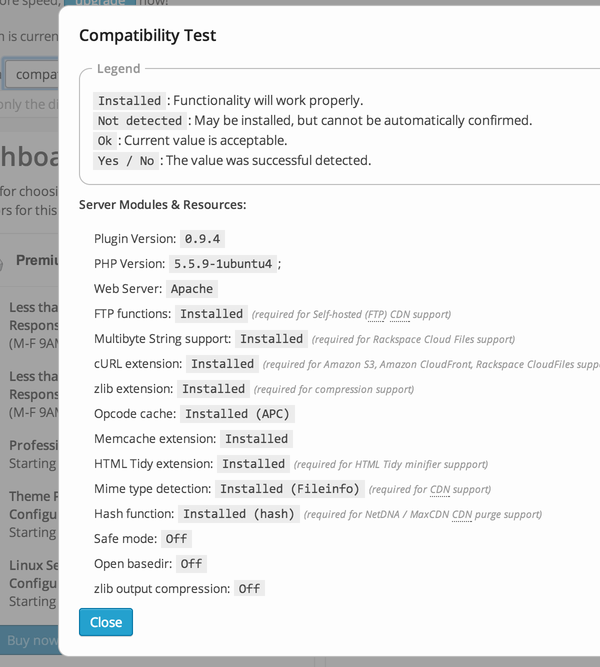 ore speed, upgrade now!
Compatibility Test
n is curren
Legend
compa
Installed : Functionality will work properly.
only the di
Not detected : May be installed, but cannot be automatically confirmed.
Ok : Current value is acceptable.
hboa
Yes / No : The value was successful detected.
for choosi
rs for this
Server Modules & Resources:
Plugin Version: 0.9.4
Premiu
PHP Version: 5.5.9-1ubuntu4 ;
Web Server: Apache
Less tha
FTP functions: Installed (required for Self-hosted (FTP) CDN support)
Respons
Multibyte String support: Installed (required for Rackspace Cloud Files support)
(M-F 9AM
cURL extension: Installed (required for Amazon S3, Amazon CloudFront, Rackspace CloudFiles supp
Less tha
zlib extension: Installed (required for compression support)
Respons
(M-F 9AM
Opcode cache: Installed (APC)
Memcache extension: Installed
Professi
Starting
HTML Tidy extension: Installed (required for HTML Tidy minifier suppport)
Mime type detection: Installed (Fileinfo) (required for CDN support)
Theme F
Configu
Hash function: Installed (hash) (required for NetDNA / MaxCDN CDN purge support)
Starting
Safe mode: Off
Linux Se
Open basedir: Off
Configu
zlib output compression: Off
Starting
Close
Buy now